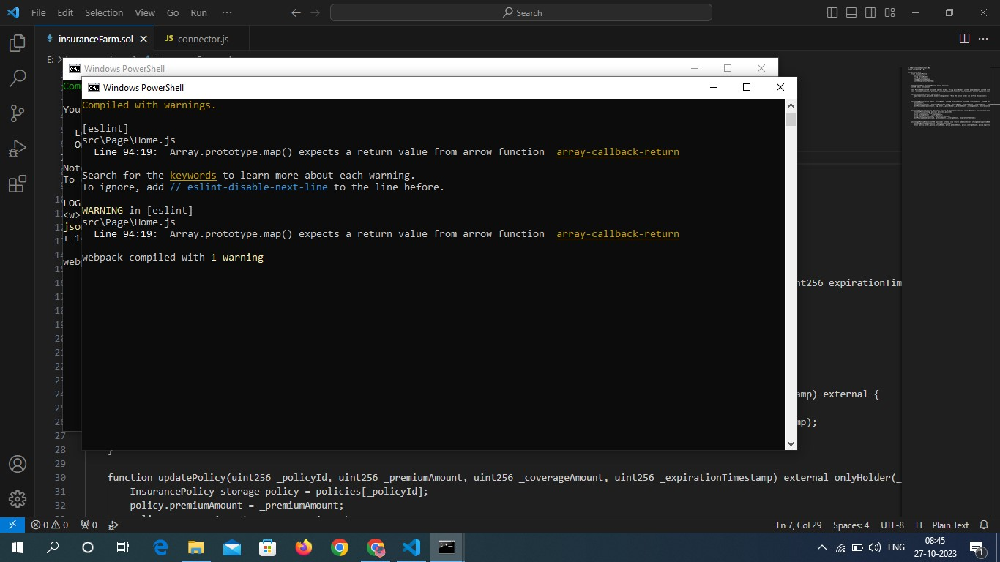 File Edit Selection View Go Run ··· Search
insuranceFarm.sol JS connector.js
E: >
Windows PowerShell
Windows PowerShell
Compiled with warnings.
You
[eslint]
src\Page\Home.js
Line 94:19: Array.prototype.map() expects a return value from arrow function array-callback-return
Search for the keywords to learn more about each warning.
To ignore, add // eslint-disable-next-line to the line before.
LOG
WARNING in [eslint]
<w>
src\Page\Home.js
Line 94:19: Array.prototype.map() expects a return value from arrow function array-callback-return
webpack compiled with 1 warning
web
nt256 expirationTim
amp) external {
mp);
27
28 }
29
30 function updatePolicy(uint256 _policyId, uint256 _premiumAmount, uint256 _coverageAmount, uint256 _expirationTimestamp) external onlyHolder(_
31 InsurancePolicy storage policy = policies[_policyId];
32 policy.premiumAmount = _premiumAmount;
0 0 0 Ln 7, Col 29 Spaces: 4 UTF-8 LF Plain Text
ENG 08:45
27-10-2023 1